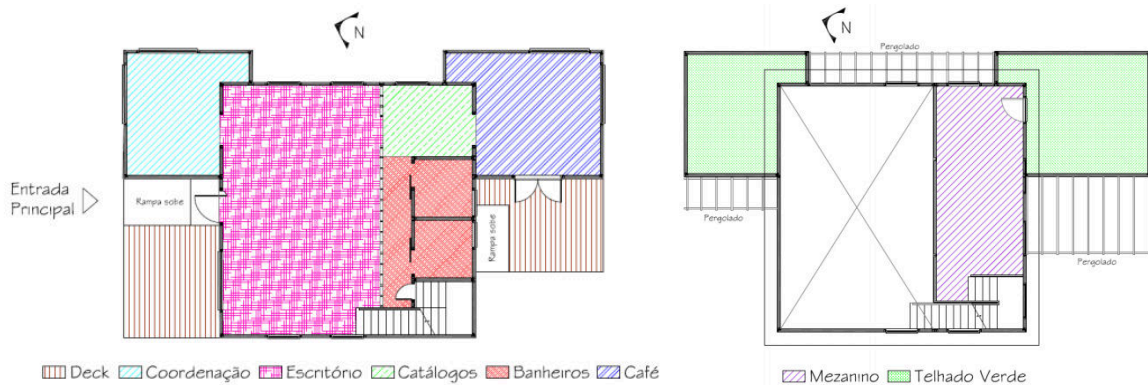 N
N
Pergolado
Entrada
Principal
Rampa sobe
Rampa sobe
Pergolado
Pergolado
Deck
Coordenação
Escritório
Catálogos
Banheiros
Café
Mezanino
Telhado Verde